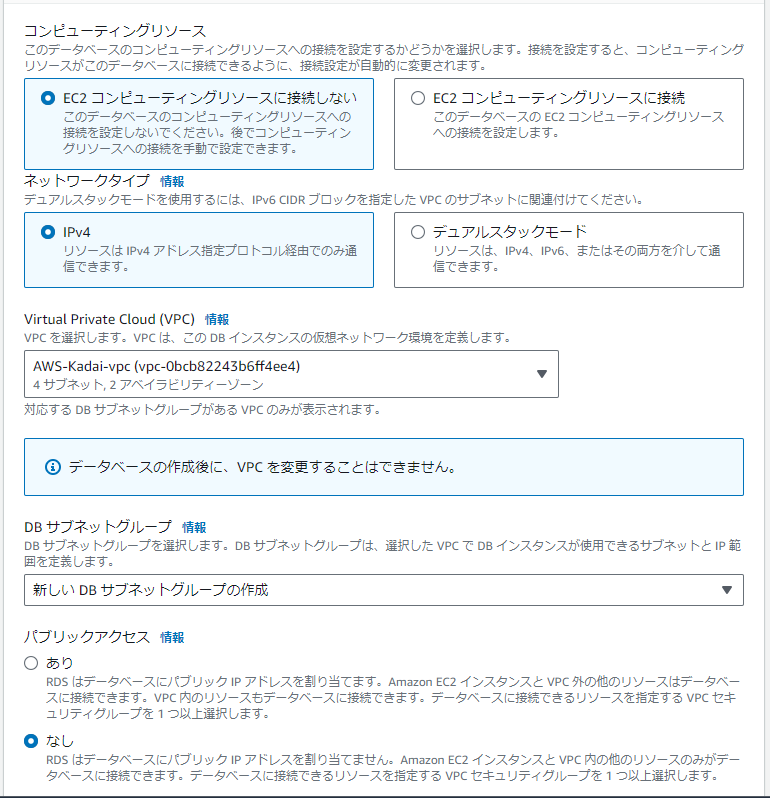 コンピューティングリソース
このデータベースのコンピューティングリソースへの接続を設定するかどうかを選択します。接続を設定すると、コンピューティング
リソースがこのデータベースに接続できるように、接続設定が自動的に変更されます。
EC2 コンピューティングリソースに接続しない
このデータベースのコンピューティングリソースへの
接続を設定しないでください。後でコンピューティン
グリソースへの接続を手動で設定できます。
EC2 コンピューティングリソースに接続
このデータベースの EC2 コンピューティングリソース
への接続を設定します。
ネットワークタイプ 情報
デュアルスタックモードを使用するには、IPv6 CIDR ブロックを指定した VPC のサブネットに関連付けてください。
IPv4
リソースは IPv4 アドレス指定プロトコル経由でのみ通
信できます。
デュアルスタックモード
リソースは、IPv4、IPv6、またはその両方を介して通
信できます。
Virtual Private Cloud (VPC) 情報
VPC を選択します。VPC は、この DB インスタンスの仮想ネットワーク環境を定義します。
AWS-Kadai-vpc (vpc-0bcb82243b6ff4ee4)
4 サブネット, 2 アベイラビリティーゾーン
対応する DB サブネットグループがある VPC のみが表示されます。
データベースの作成後に、VPC を変更することはできません。
DB サブネットグループ 情報
DB サブネットグループを選択します。DB サブネットグループは、選択した VPC で DB インスタンスが使用できるサブネットと IP 範
囲を定義します。
新しい DB サブネットグループの作成
パブリックアクセス 情報
あり
RDS はデータベースにパブリック IP アドレスを割り当てます。Amazon EC2 インスタンスと VPC 外の他のリソースはデータベー
スに接続できます。VPC 内のリソースもデータベースに接続できます。データベースに接続できるリソースを指定する VPC セキ
ュリティグループを 1 つ以上選択します。
なし
RDS はデータベースにパブリック IP アドレスを割り当てません。Amazon EC2 インスタンスと VPC 内の他のリソースのみがデー
タベースに接続できます。データベースに接続できるリソースを指定する VPC セキュリティグループを 1 つ以上選択します。